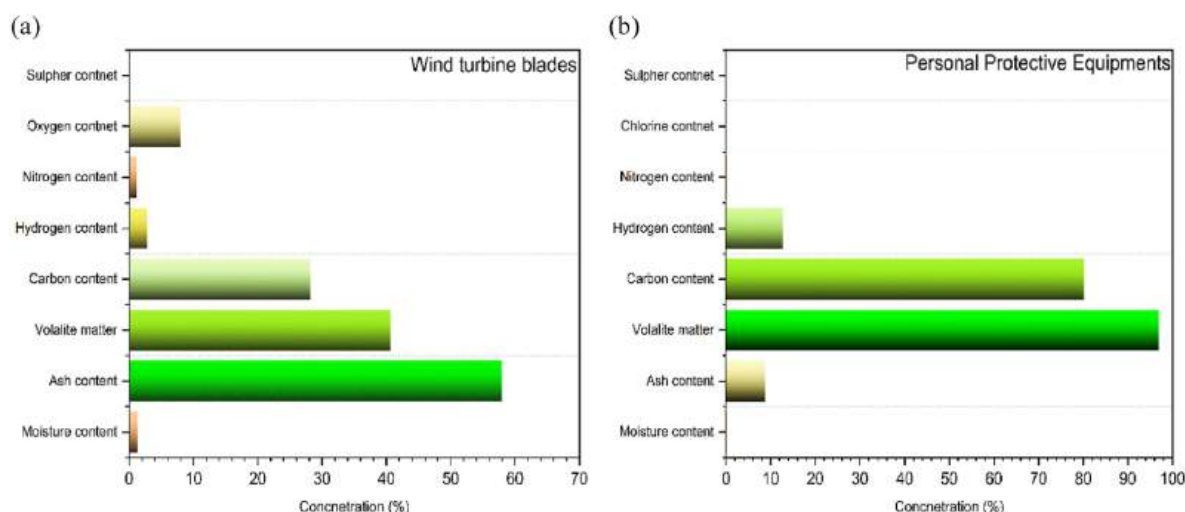 (a)
Wind turbine blades
Sulpher contnet
Oxygen contnet
Nitrogen content
Hydrogen content
Carbon content
Volalite matter
Ash content
Moisture content
0 10 20 30 40 50 60 70
Concnetration (%)
(b)
Personal Protective Equipments
Sulpher contnet
Chlorine contnet
Nitrogen content
Hydrogen content
Carbon content
Volalite matter
Ash content
Moisture content
0 10 20 30 40 50 60 70 80 90 100
Concnetration (%)